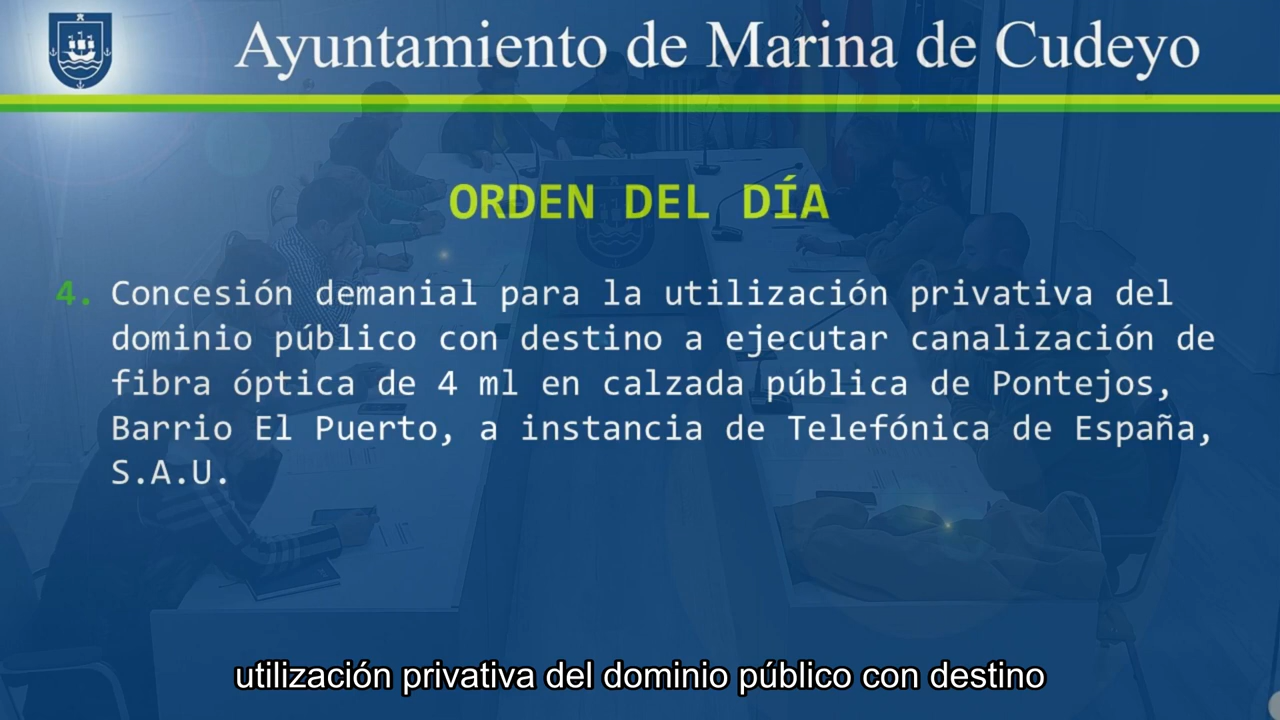 Ayuntamiento de Marina de Cudeyo
ORDEN DEL DÍA
4. Concesión demanial para la utilización privativa del
dominio público con destino a ejecutar canalización de
fibra óptica de 4 ml en calzada pública de Pontejos,
Barrio El Puerto, a instancia de Telefónica de España,
S.A.U.
utilización privativa del dominio público con destino